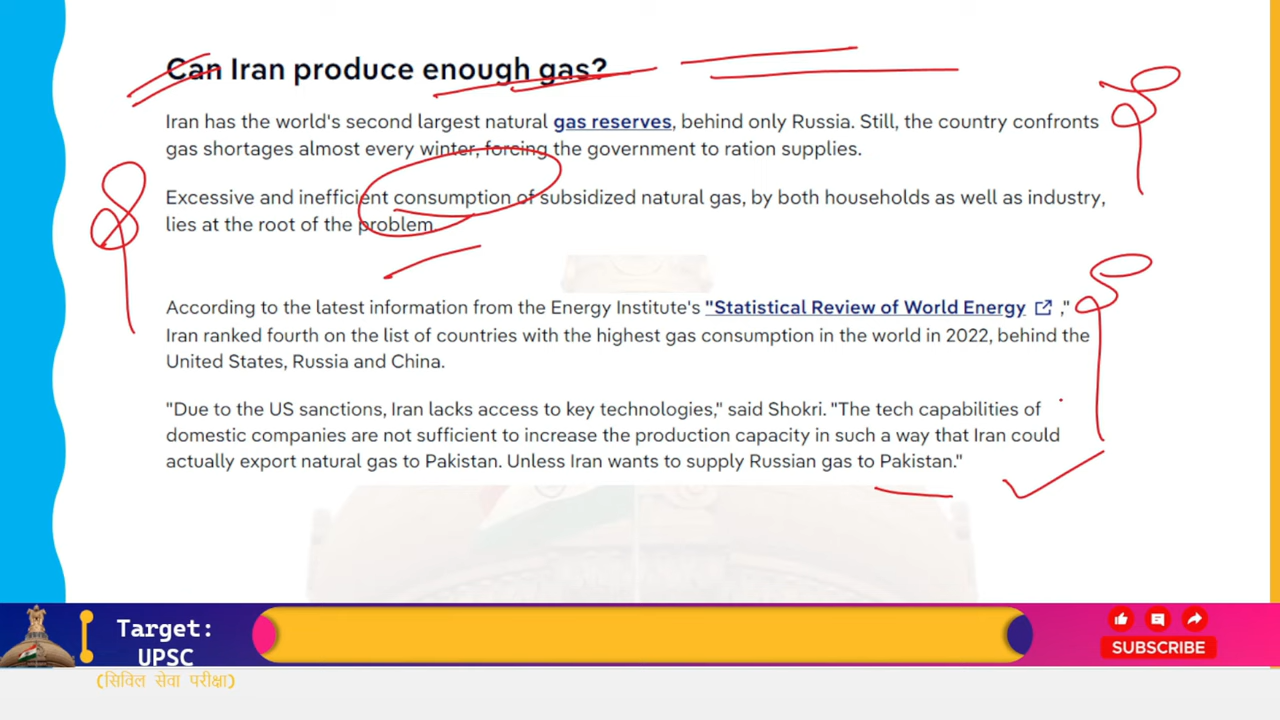 Can Iran produce enough gas?
Iran has the world's second largest natural gas reserves, behind only Russia. Still, the country confronts
gas shortages almost every winter, forcing the government to ration supplies.
Excessive and inefficient consumption of subsidized natural gas, by both households as well as industry,
lies at the root of the problem.
According to the latest information from the Energy Institute's "Statistical Review of World Energy ,"
Iran ranked fourth on the list of countries with the highest gas consumption in the world in 2022, behind the
United States, Russia and China.
"Due to the US sanctions, Iran lacks access to key technologies," said Shokri. "The tech capabilities of
domestic companies are not sufficient to increase the production capacity in such a way that Iran could
actually export natural gas to Pakistan. Unless Iran wants to supply Russian gas to Pakistan."
Target:
UPSC
(सिविल सेवा परीक्षा)
SUBSCRIBE